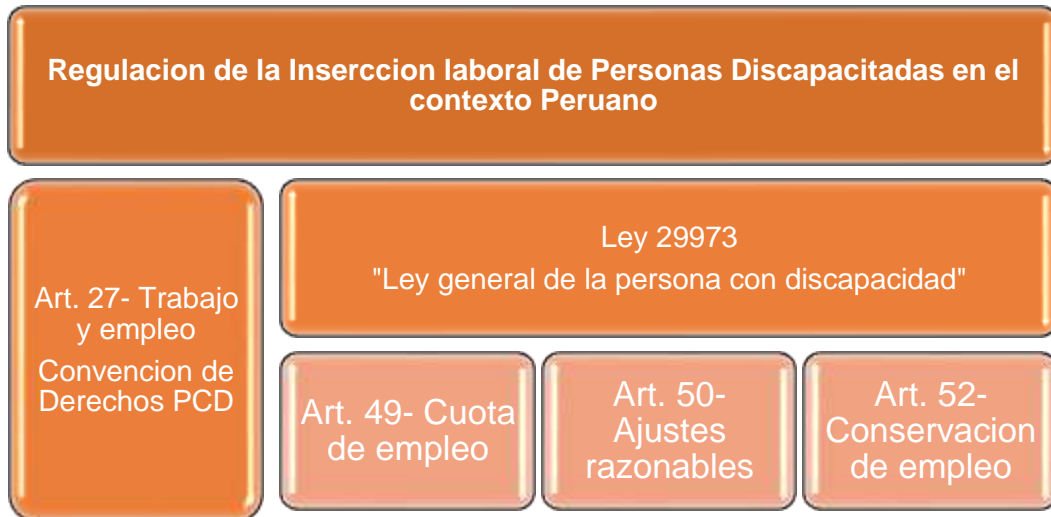 Regulacion de la Inserccion laboral de Personas Discapacitadas en el
contexto Peruano
Art. 27- Trabajo
y empleo
Convencion de
Derechos PCD
Ley 29973
"Ley general de la persona con discapacidad"
Art. 49- Cuota
de empleo
Art. 50-
Ajustes
razonables
Art. 52-
Conservacion
de empleo